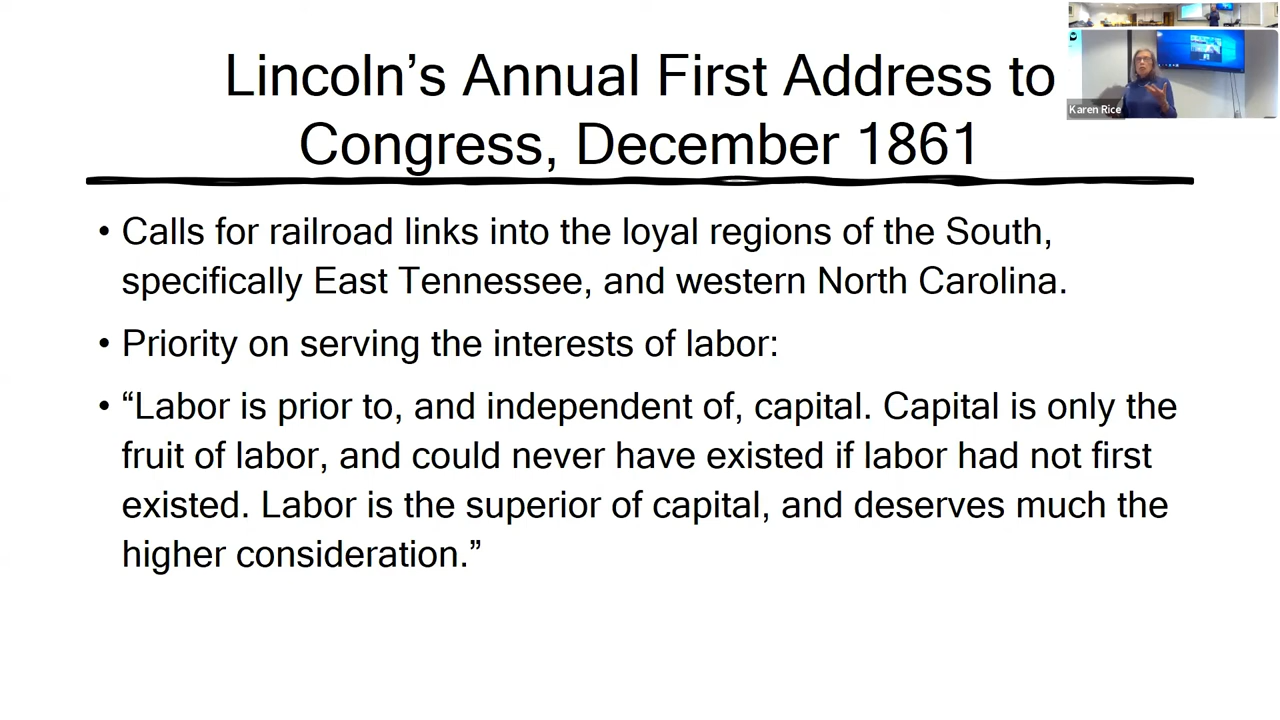 Lincoln’s Annual First Address to
Congress, December 1861
Karen Rice
• Calls for railroad links into the loyal regions of the South,
specifically East Tennessee, and western North Carolina.
• Priority on serving the interests of labor:
• “Labor is prior to, and independent of, capital. Capital is only the
fruit of labor, and could never have existed if labor had not first
existed. Labor is the superior of capital, and deserves much the
higher consideration.”